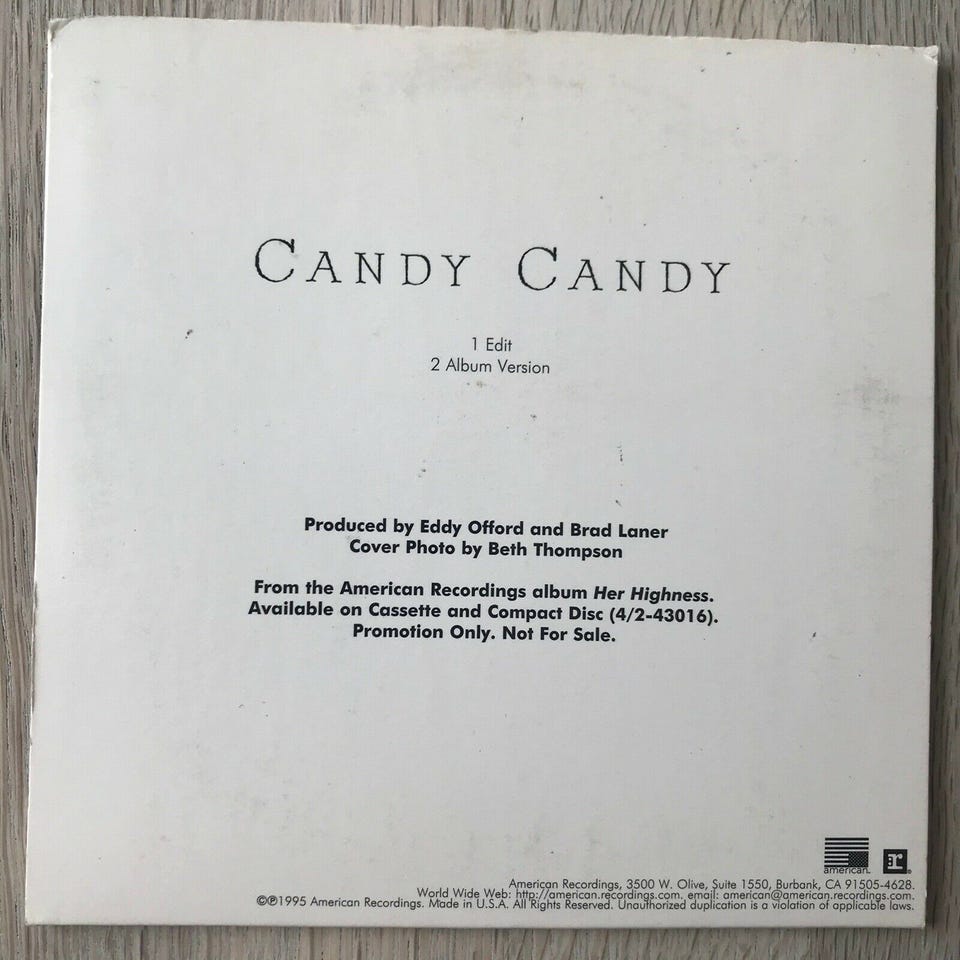 CANDY CANDY
1 Edit
2 Album Version
Produced by Eddy Offord and Brad Laner
Cover Photo by Beth Thompson
From the American Recordings album Her Highness.
Available on Cassette and Compact Disc (4/2-43016).
Promotion Only. Not For Sale.
american.
r®
American Recordings, 3500 W. Olive, Suite 1550, Burbank, CA 91505-4628.
World Wide Web: http://american.recordings.com. email: american@american.recordings.com.
©℗1995 American Recordings. Made in U.S.A. All Rights Reserved. Unauthorized duplication is a violation of applicable laws.